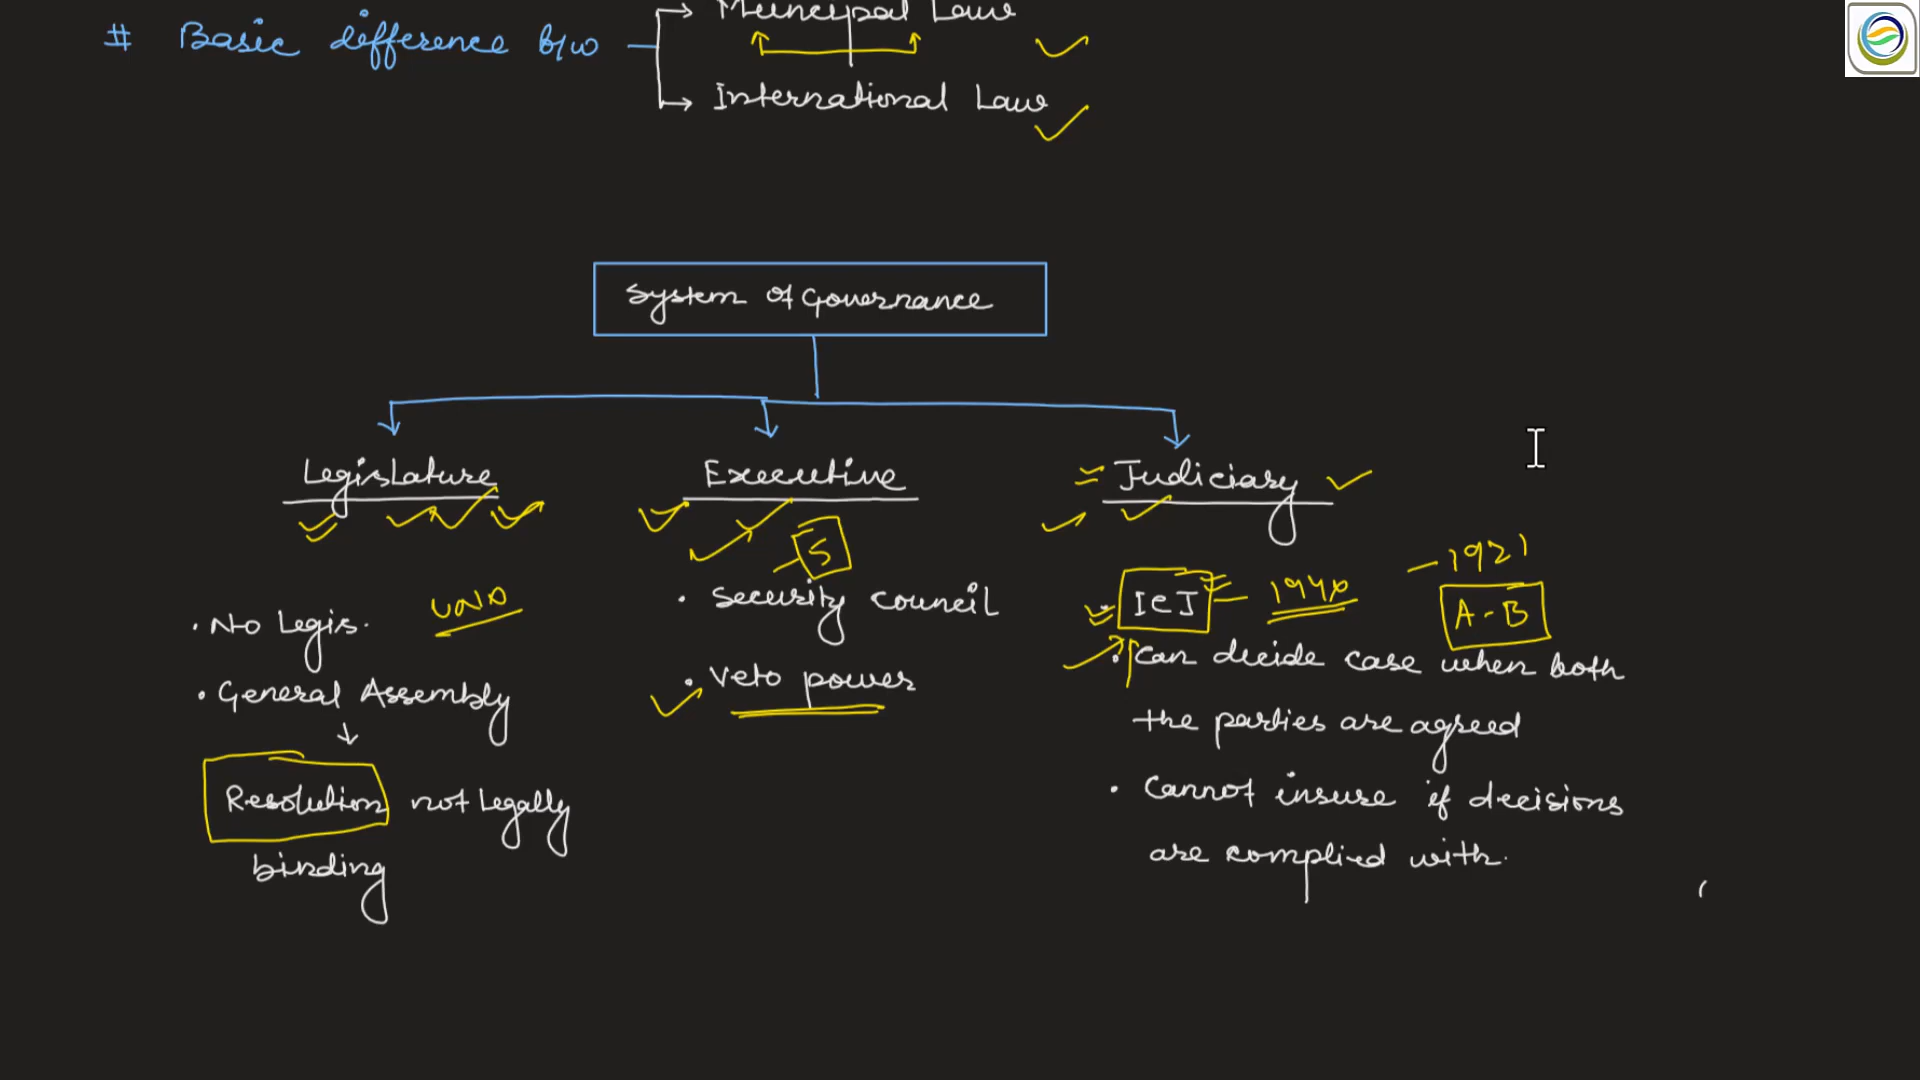 Municipal Law
# Basic difference b/w
International Law
System of Governance
Legislature
Executive
Judiciary
5
1921
· No Legis.
· Security council
· ICJ
A - B
· General Assembly
· Veto power
· Can decide case when both
the parties are agreed
Resolution not Legally
binding
· Cannot insure if decisions
are complied with.